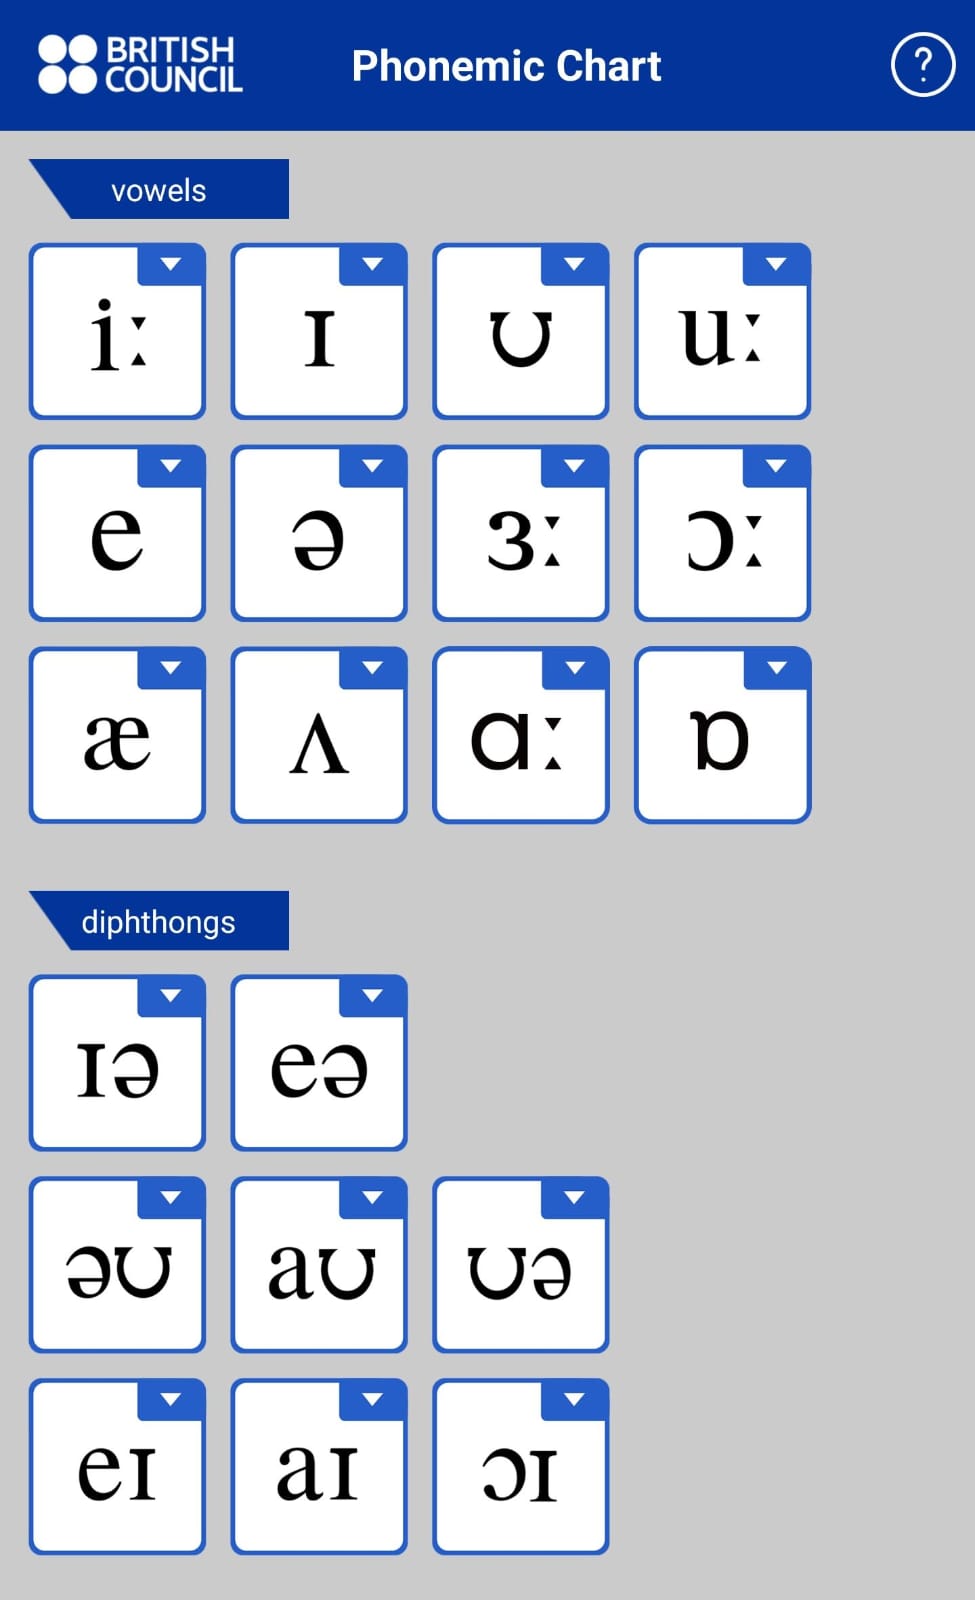 BRITISH
COUNCIL
Phonemic Chart
?
vowels
iː ɪ ʊ uː
e ə ɜː ɔː
æ ʌ ɑː ɒ
diphthongs
ɪə eə
əʊ aʊ ʊə
eɪ aɪ ɔɪ